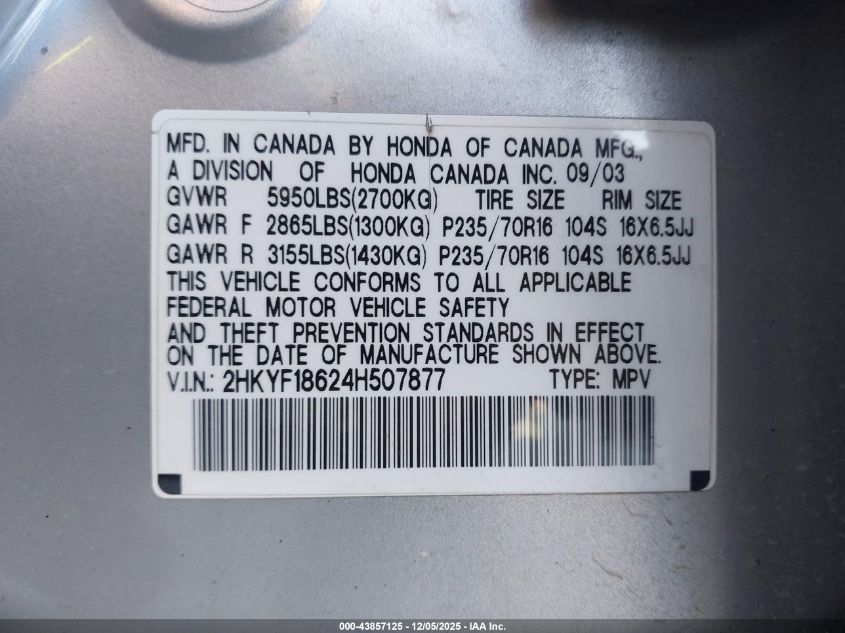 MFD. IN CANADA BY HONDA OF CANADA MFG.,
A DIVISION OF HONDA CANADA INC. 09/03
GVWR 5950LBS(2700KG) TIRE SIZE RIM SIZE
GAWR F 2865LBS(1300KG) P235/70R16 104S 16X6.5JJ
GAWR R 3155LBS(1430KG) P235/70R16 104S 16X6.5JJ
THIS VEHICLE CONFORMS TO ALL APPLICABLE
FEDERAL MOTOR VEHICLE SAFETY
AND THEFT PREVENTION STANDARDS IN EFFECT
ON THE DATE OF MANUFACTURE SHOWN ABOVE.
V.I.N.: 2HKYF18624H507877 TYPE: MPV
000-43857125 - 12/05/2025 - IAA Inc.